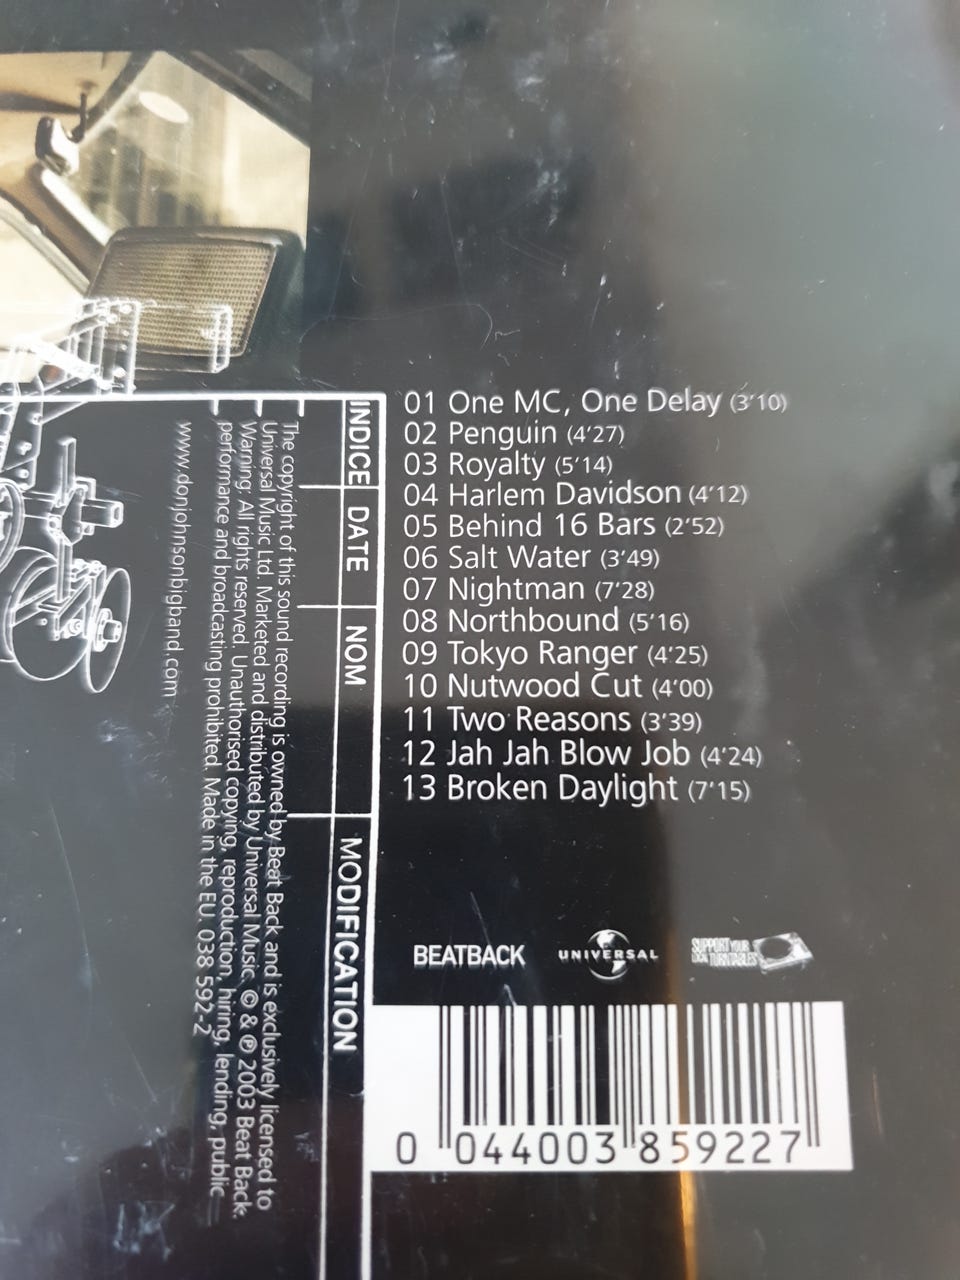 01 One MC, One Delay (3'10)
02 Penguin (4'27)
03 Royalty (5'14)
04 Harlem Davidson (4'12)
05 Behind 16 Bars (2'52)
06 Salt Water (3'49)
07 Nightman (7'28)
08 Northbound (5'16)
09 Tokyo Ranger (4'25)
10 Nutwood Cut (4'00)
11 Two Reasons (3'39)
12 Jah Jah Blow Job (4'24)
13 Broken Daylight (7'15)
INDICE DATE NOM MODIFICATION
The copyright of this sound recording is owned by Beat Back and is exclusively licensed to
Universal Music Ltd. Marketed and distributed by Universal Music. © & ℗ 2003 Beat Back.
Warning: All rights reserved. Unauthorised copying, reproduction, hiring, lending, public
performance and broadcasting prohibited. Made in the EU. 038 592-2
www.donjohnsonbigband.com
BEATBACK
UNIVERSAL
SUPPORT YOUR
LOCAL TURNTABLES
0 044003 859227